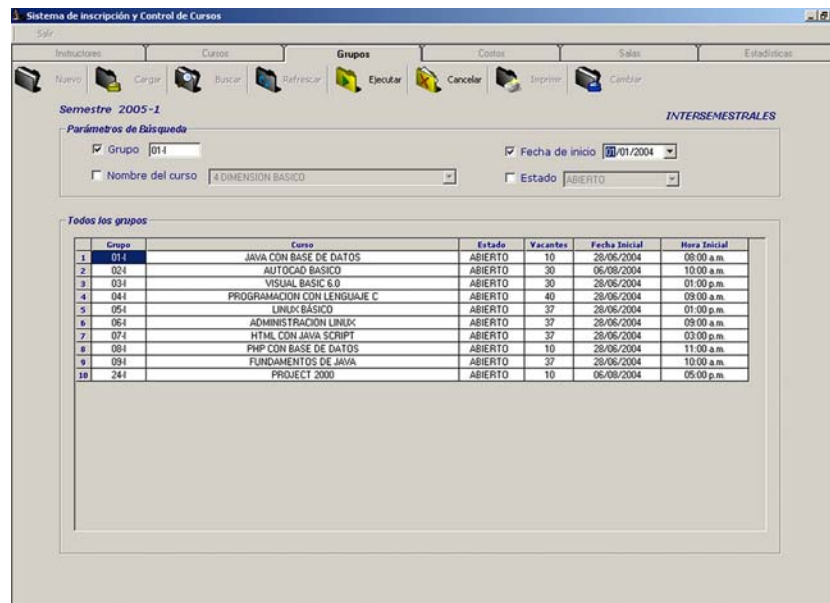 Sistema de inscripción y Control de Cursos
Salir
Instructores Cursos Grupos Costos Salas Estadísticas
Nuevo Cargar Buscar Refrescar Ejecutar Cancelar Imprimir Cambiar
Semestre 2005-1
INTERSEMESTRALES
Parámetros de Búsqueda
Grupo 01-I Fecha de inicio 01/01/2004
Nombre del curso 4 DIMENSION BASICO Estado ABIERTO
Todos los grupos
Grupo Curso Estado Vacantes Fecha Inicial Hora Inicial
1 01-I JAVA CON BASE DE DATOS ABIERTO 10 28/06/2004 08:00 a.m.
2 02-I AUTOCAD BASICO ABIERTO 30 06/08/2004 10:00 a.m.
3 03-I VISUAL BASIC 6.0 ABIERTO 30 28/06/2004 01:00 p.m.
4 04-I PROGRAMACION CON LENGUAJE C ABIERTO 40 28/06/2004 09:00 a.m.
5 05-I LINUX BÁSICO ABIERTO 37 28/06/2004 01:00 p.m.
6 06-I ADMINISTRACIÓN LINUX ABIERTO 37 28/06/2004 09:00 a.m.
7 07-I HTML CON JAVA SCRIPT ABIERTO 37 28/06/2004 03:00 p.m.
8 08-I PHP CON BASE DE DATOS ABIERTO 10 28/06/2004 11:00 a.m.
9 09-I FUNDAMENTOS DE JAVA ABIERTO 37 28/06/2004 10:00 a.m.
10 24-I PROJECT 2000 ABIERTO 10 06/08/2004 05:00 p.m.